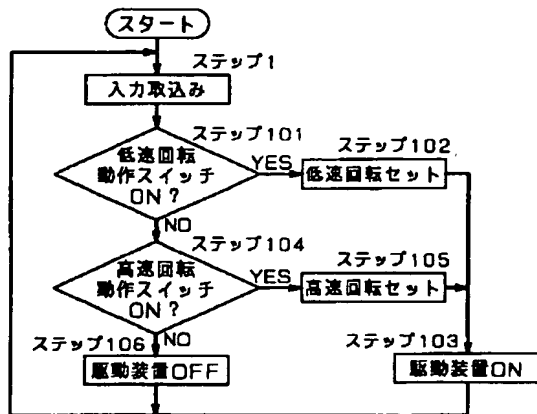 スタート
ステップ1
入力取込み
ステップ101
低速回転
動作スイッチ
ON?
YES
ステップ102
低速回転セット
NO
ステップ104
高速回転
動作スイッチ
ON?
YES
ステップ105
高速回転セット
NO
ステップ106
駆動装置OFF
ステップ103
駆動装置ON